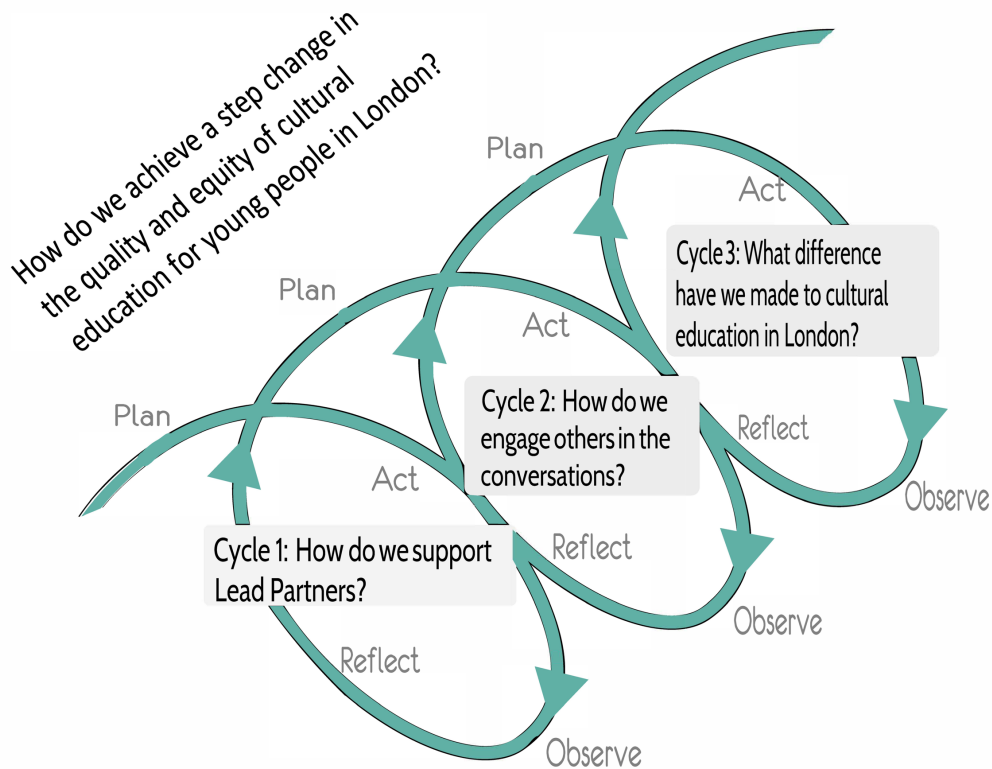 How do we achieve a step change in
the quality and equity of cultural
education for young people in London?
Plan
Act
Cycle 3: What difference
have we made to cultural
education in London?
Plan
Act
Cycle 2: How do we
engage others in the
conversations?
Reflect
Observe
Plan
Act
Cycle 1: How do we support
Lead Partners?
Reflect
Observe
Reflect
Observe